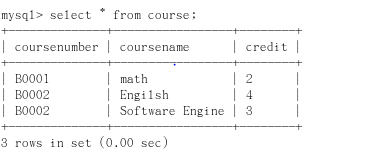 mysql> select * from course;
| coursenumber | coursename | credit |
| B0001 | math | 2 |
| B0002 | Engilsh | 4 |
| B0002 | Software Engine | 3 |
3 rows in set (0.00 sec)